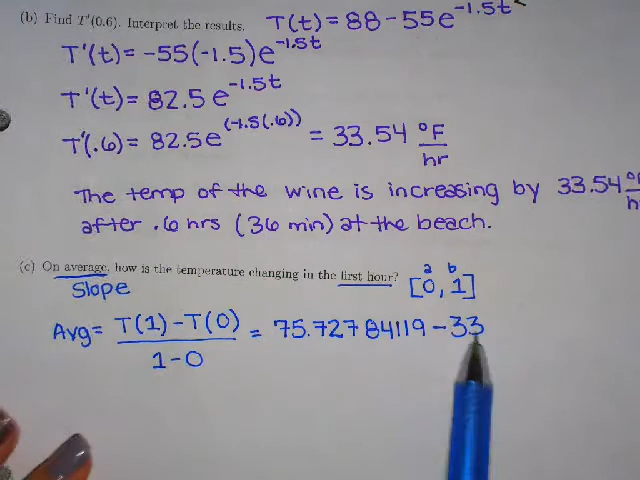 (b) Find T'(0.6). Interpret the results. T(t) = 88 - 55e^-1.5t
T'(t) = -55(-1.5)e^-1.5t
T'(t) = 82.5 e^-1.5t
T'(.6) = 82.5e^(-1.5(.6)) = 33.54 °F/hr
The temp of the wine is increasing by 33.54 °F/h
after .6 hrs (36 min) at the beach.
(c) On average, how is the temperature changing in the first hour? a b
Slope [0, 1]
Avg = T(1) - T(0) = 75.72784119 - 33
1 - 0